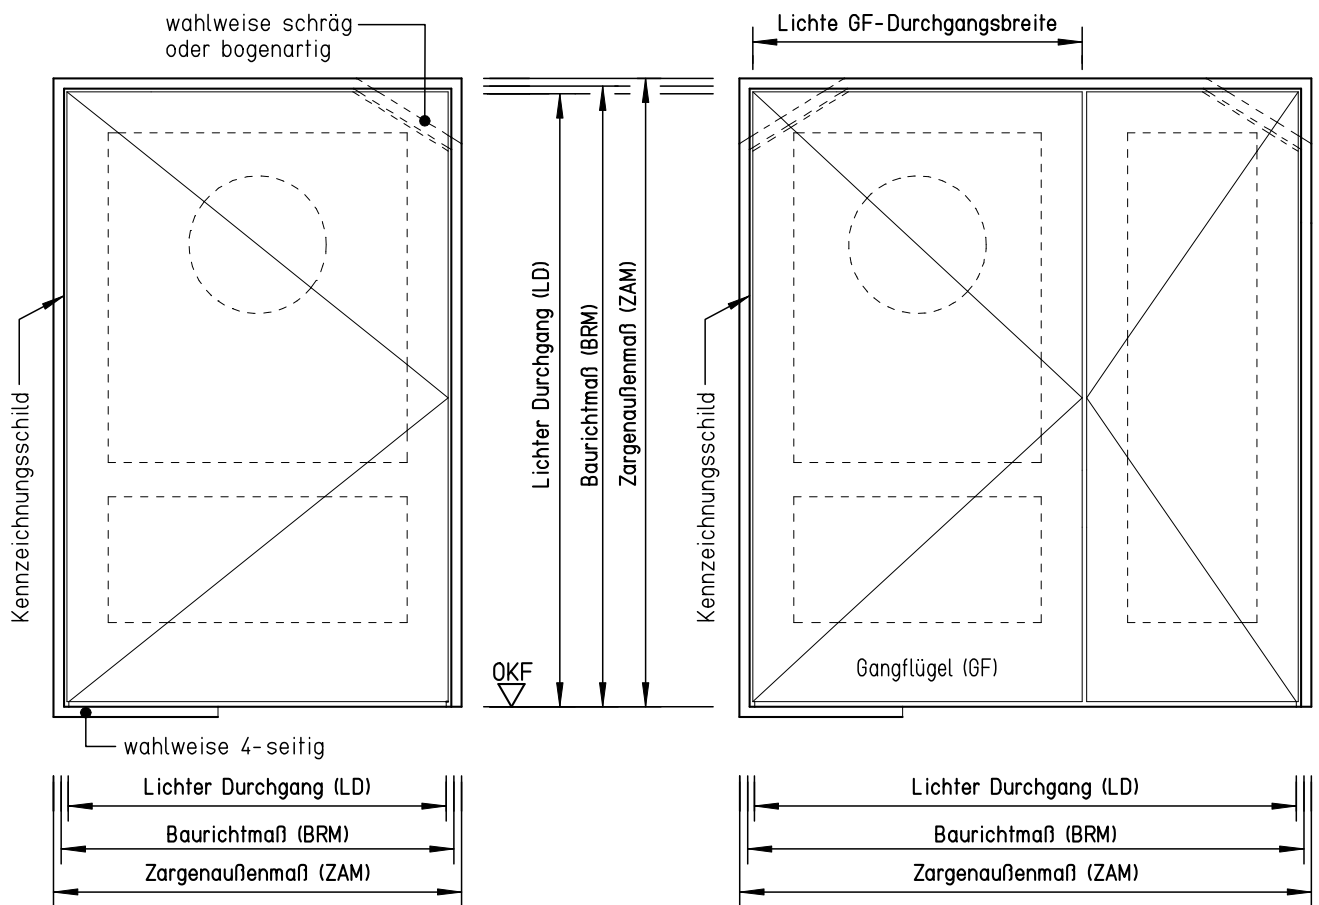 wahlweise schräg
oder bogenartig
Lichte GF-Durchgangsbreite
Kennzeichnungsschild
Lichter Durchgang (LD)
Baurichtmaß (BRM)
Zargenaußenmaß (ZAM)
Kennzeichnungsschild
OKF
Gangflügel (GF)
wahlweise 4-seitig
Lichter Durchgang (LD)
Baurichtmaß (BRM)
Zargenaußenmaß (ZAM)
Lichter Durchgang (LD)
Baurichtmaß (BRM)
Zargenaußenmaß (ZAM)